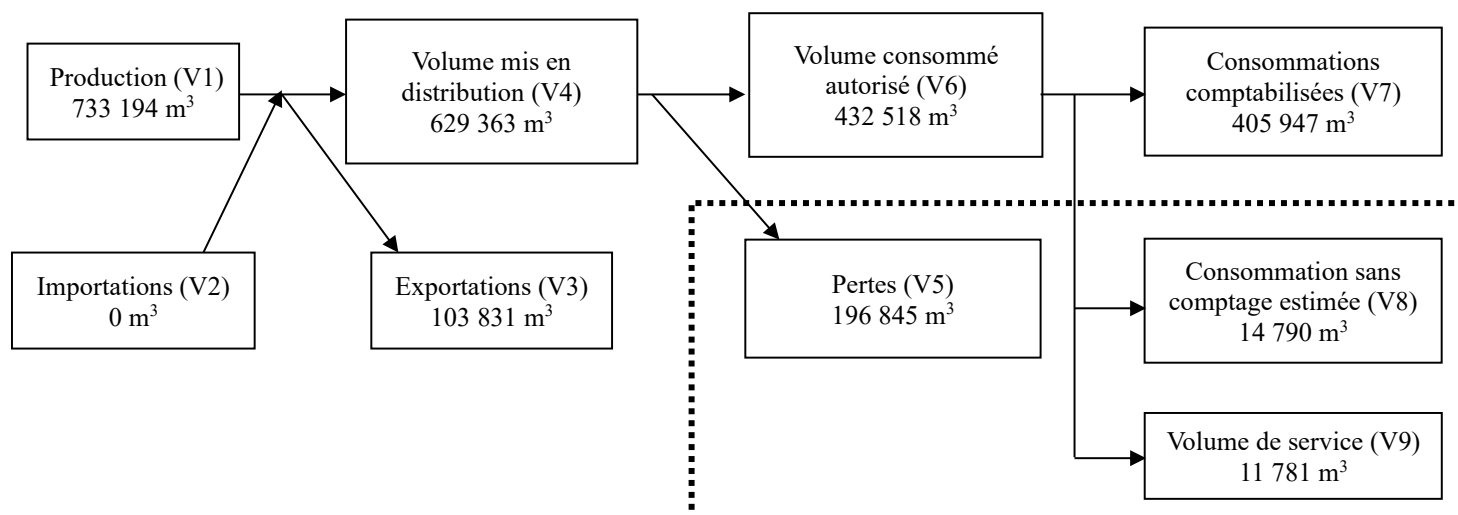 Production (V1)
733 194 m³
Volume mis en
distribution (V4)
629 363 m³
Volume consommé
autorisé (V6)
432 518 m³
Consommations
comptabilisées (V7)
405 947 m³
Importations (V2)
0 m³
Exportations (V3)
103 831 m³
Pertes (V5)
196 845 m³
Consommation sans
comptage estimée (V8)
14 790 m³
Volume de service (V9)
11 781 m³